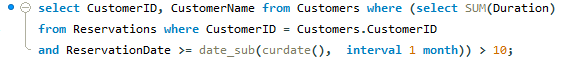 select CustomerID, CustomerName from Customers where (select SUM(Duration)
from Reservations where CustomerID = Customers.CustomerID
and ReservationDate >= date_sub(curdate(),  interval 1 month)) > 10;